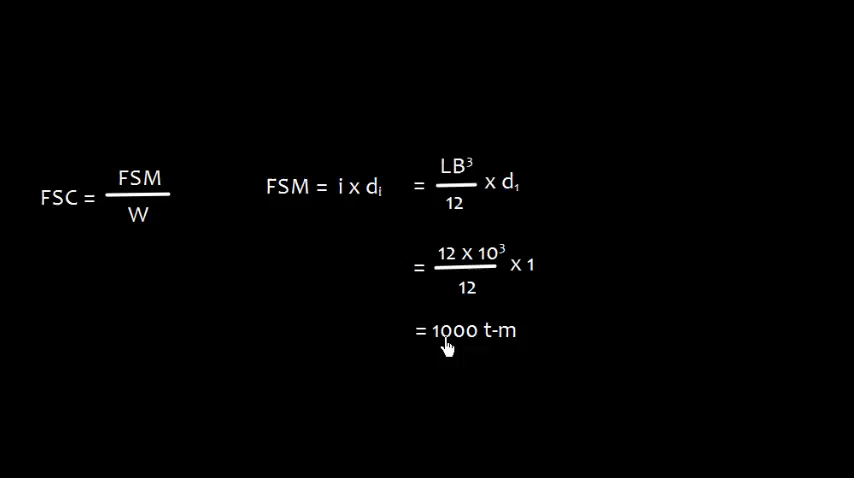 FSC = FSM / W
FSM = i x dᵢ = LB³ / 12 x d₁
= 12 x 10³ / 12 x 1
= 1000 t-m